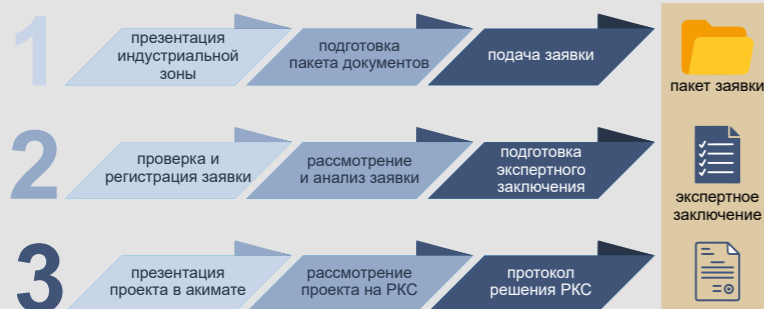 1
презентация
индустриальной
зоны
подготовка
пакета документов
подача заявки
пакет заявки
2
проверка и
регистрация заявки
рассмотрение
и анализ заявки
подготовка
экспертного
заключения
экспертное
заключение
3
презентация
проекта в акимате
рассмотрение
проекта на РКС
протокол
решения РКС